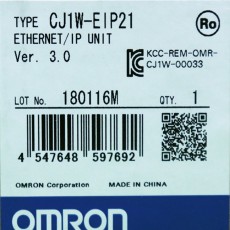 TYPE CJ1W-EIP21
Ro
ETHERNET/IP UNIT
Ver. 3.0
KCC-REM-OMR-
CJ1W-00033
LOT No. 180116M QTY. 1
4 547648 597692
OMRON Corporation MADE IN CHINA
OMRON